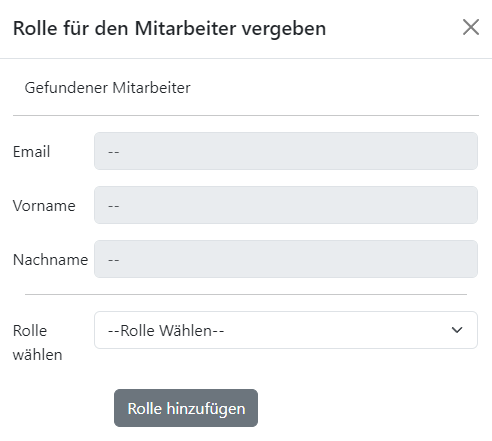 Rolle für den Mitarbeiter vergeben
Gefundener Mitarbeiter
Email --
Vorname --
Nachname --
Rolle wählen --Rolle Wählen--
Rolle hinzufügen